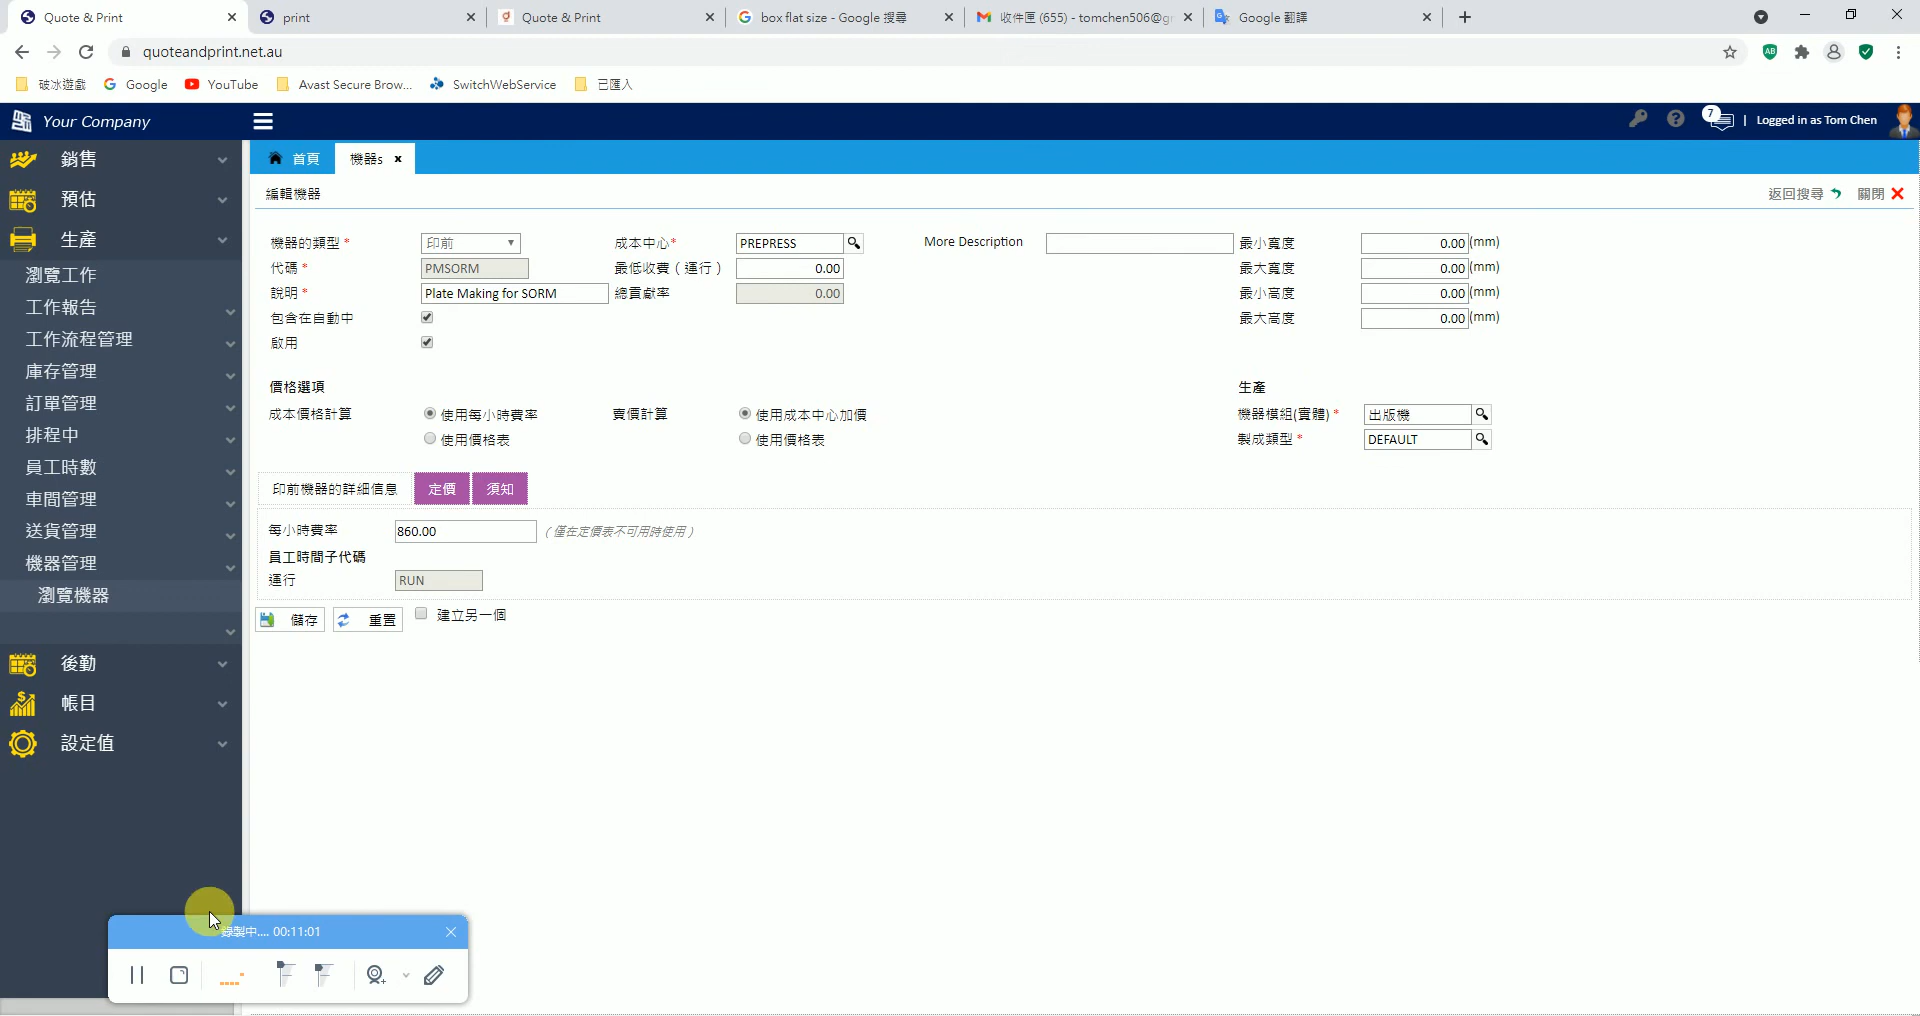 Quote & Print
print
Quote & Print
box flat size - Google 搜尋
收件匣 (655) - tomchen506@gr
Google 翻譯
quoteandprint.net.au
破冰遊戲
Google
YouTube
Avast Secure Brow...
SwitchWebService
已匯入
Your Company
7
| Logged in as Tom Chen
銷售
預估
生產
瀏覽工作
工作報告
工作流程管理
庫存管理
訂單管理
排程中
員工時數
車間管理
送貨管理
機器管理
瀏覽機器
後勤
帳目
設定值
首頁
機器s
編輯機器
返回搜尋
關閉
機器的類型 *
印前
成本中心*
PREPRESS
More Description
最小寬度
0.00 (mm)
代碼 *
PMSORM
最低收費 ( 運行 )
0.00
最大寬度
0.00 (mm)
說明 *
Plate Making for SORM
總貢獻率
0.00
最小高度
0.00 (mm)
包含在自動中
最大高度
0.00 (mm)
啟用
價格選項
生產
成本價格計算
使用每小時費率
賣價計算
使用成本中心加價
機器模組(實體) *
出版機
使用價格表
使用價格表
製成類型 *
DEFAULT
印前機器的詳細信息
定價
須知
每小時費率
860.00
( 僅在定價表不可用時使用 )
員工時間子代碼
運行
RUN
儲存
重置
建立另一個
錄製中.... 00:11:01